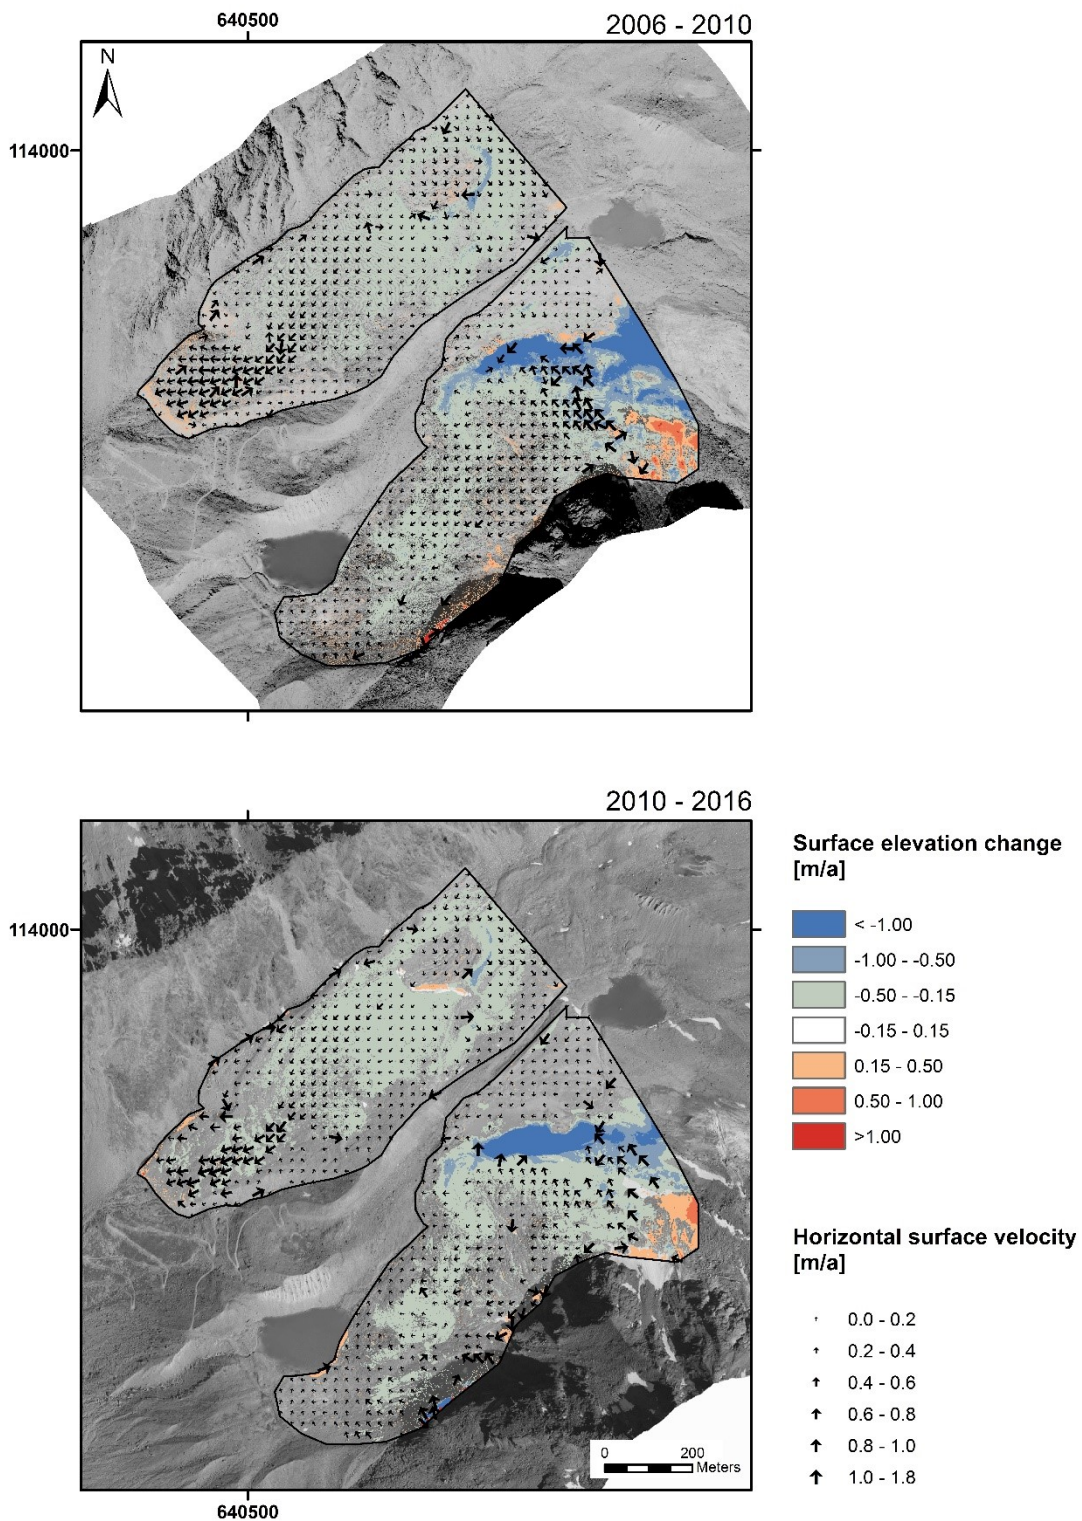 640500
2006 - 2010
N
114000
2010 - 2016
114000
0 200
Meters
640500
Surface elevation change
[m/a]
< -1.00
-1.00 - -0.50
-0.50 - -0.15
-0.15 - 0.15
0.15 - 0.50
0.50 - 1.00
>1.00
Horizontal surface velocity
[m/a]
0.0 - 0.2
0.2 - 0.4
0.4 - 0.6
0.6 - 0.8
0.8 - 1.0
1.0 - 1.8